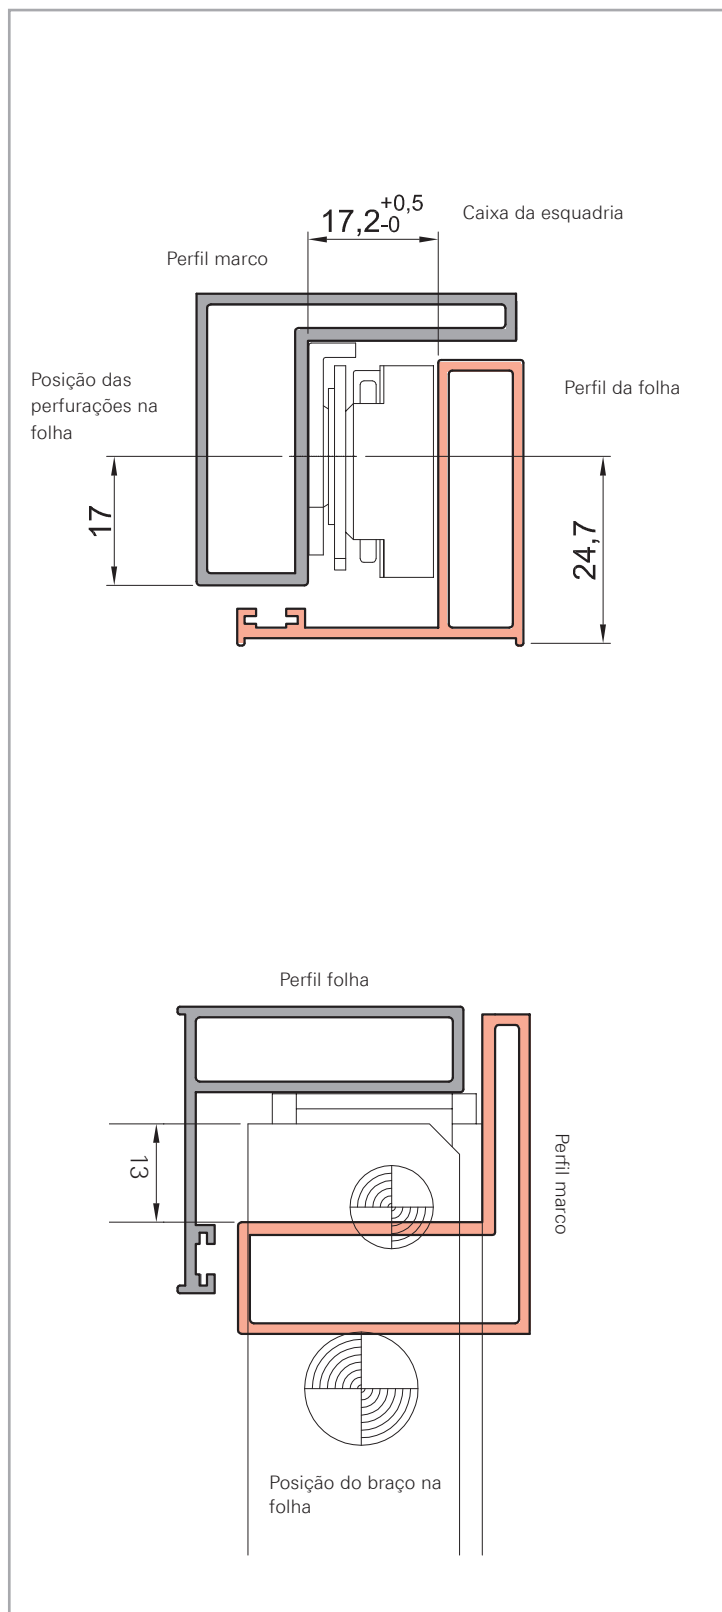 17,2 +0,5 -0
Caixa da esquadria
Perfil marco
Posição das
perfurações na
folha
Perfil da folha
17
24,7
Perfil folha
13
Perfil marco
Posição do braço na
folha